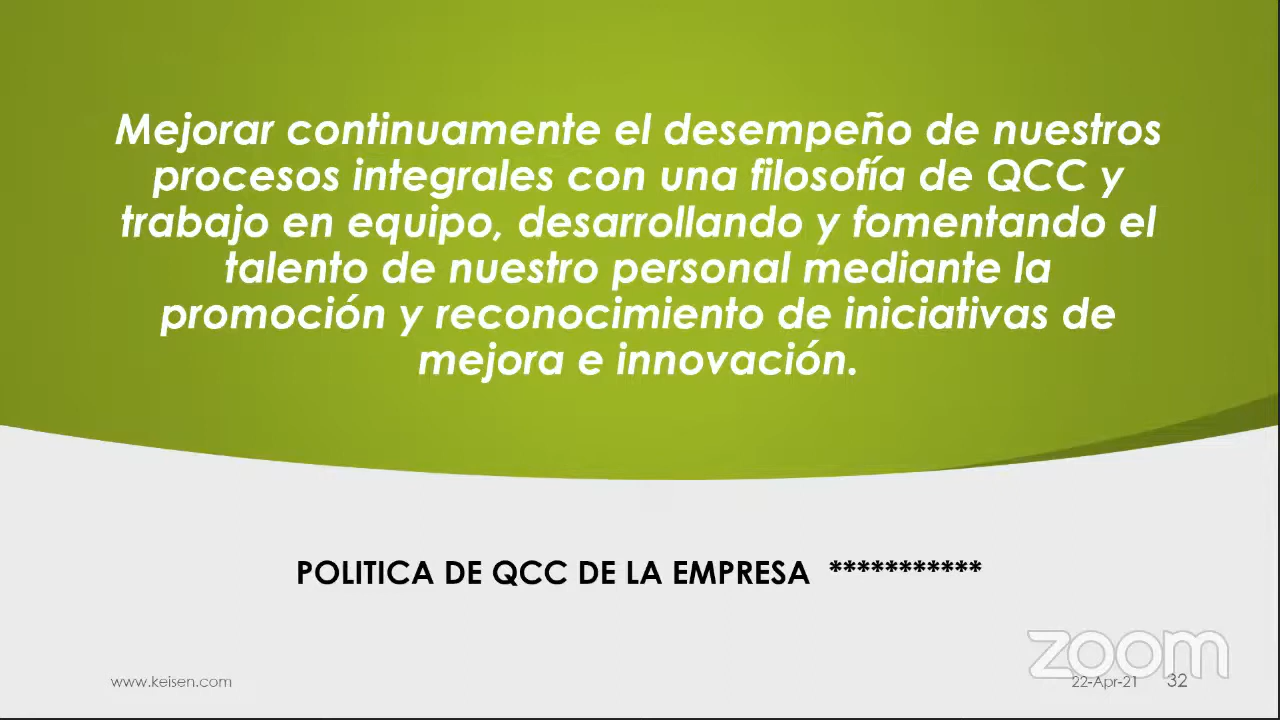 Mejorar continuamente el desempeño de nuestros
procesos integrales con una filosofía de QCC y
trabajo en equipo, desarrollando y fomentando el
talento de nuestro personal mediante la
promoción y reconocimiento de iniciativas de
mejora e innovación.
POLITICA DE QCC DE LA EMPRESA ***********
zoom
www.keisen.com 22-Apr-21 32